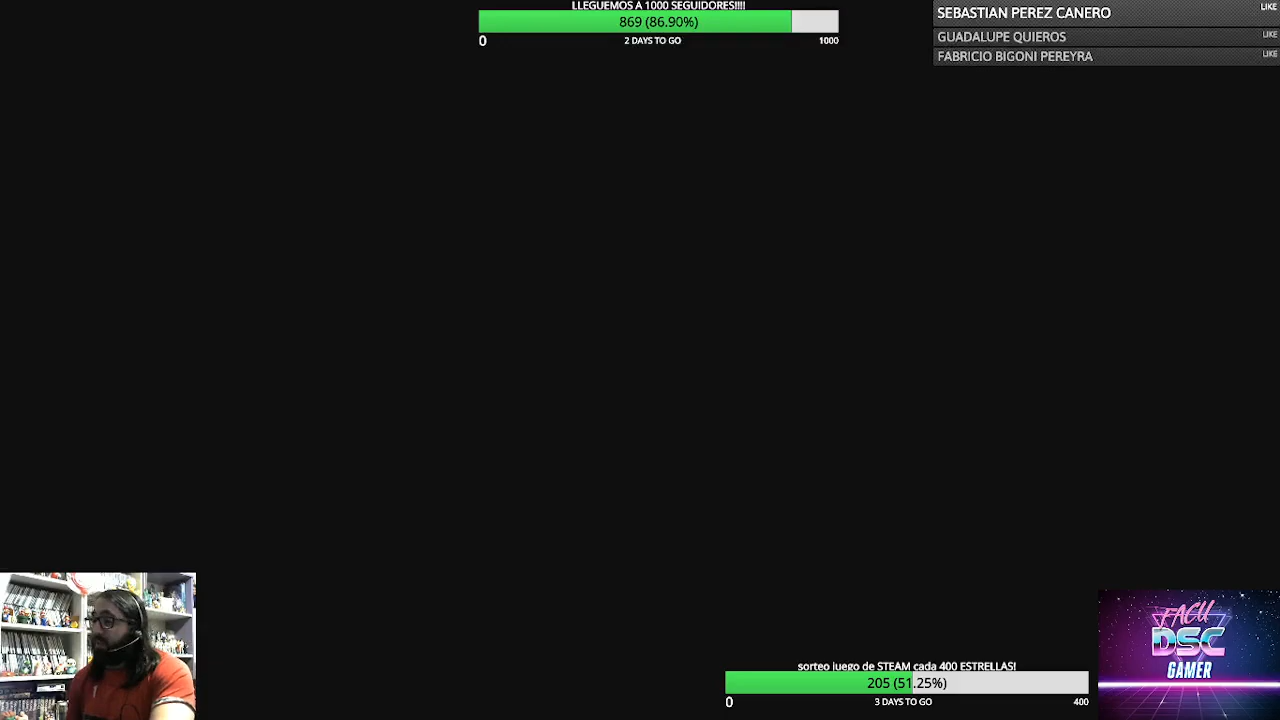 LLEGUEMOS A 1000 SEGUIDORES!!!!
869 (86.90%)
0
2 DAYS TO GO
1000
SEBASTIAN PEREZ CANERO
LIKE
GUADALUPE QUIEROS
LIKE
FABRICIO BIGONI PEREYRA
LIKE
sorteo juego de STEAM cada 400 ESTRELLAS!
205 (51.25%)
0
3 DAYS TO GO
400
FACU
DSC
GAMER